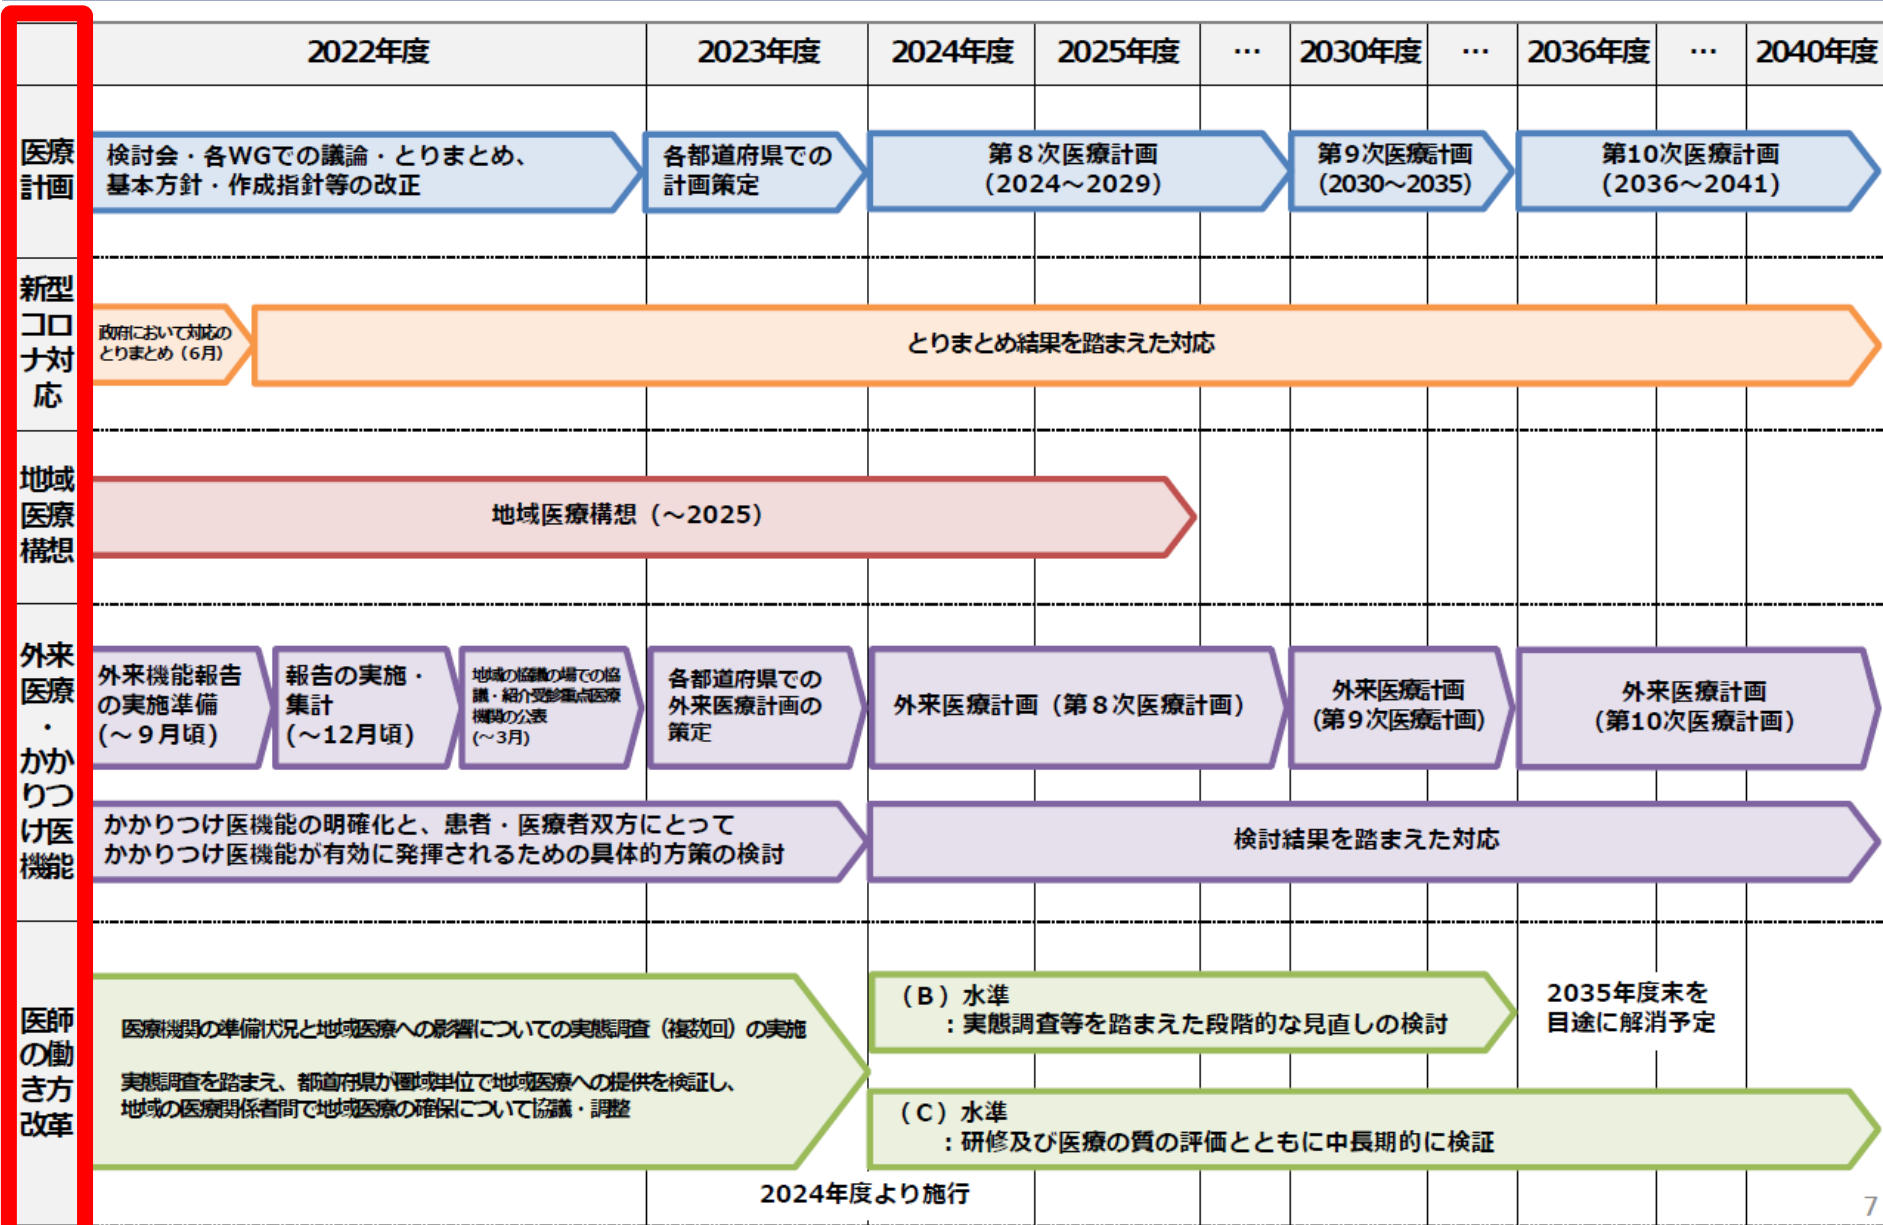 2022年度 2023年度 2024年度 2025年度 … 2030年度 … 2036年度 … 2040年度
医療
計画
検討会・各WGでの議論・とりまとめ、
基本方針・作成指針等の改正
各都道府県での
計画策定
第８次医療計画
（2024～2029）
第９次医療計画
（2030～2035）
第10次医療計画
（2036～2041）
新型
コロ
ナ対
応
政府において対応の
とりまとめ（6月）
とりまとめ結果を踏まえた対応
地域
医療
構想
地域医療構想（～2025）
外来
医療
・
かか
りつ
け医
機能
外来機能報告
の実施準備
(～９月頃)
報告の実施・
集計
(～12月頃)
地域の協議の場での協
議・紹介受診重点医療
機関の公表
(～3月)
各都道府県での
外来医療計画の
策定
外来医療計画（第８次医療計画）
外来医療計画
(第９次医療計画)
外来医療計画
（第10次医療計画）
かかりつけ医機能の明確化と、患者・医療者双方にとって
かかりつけ医機能が有効に発揮されるための具体的方策の検討
検討結果を踏まえた対応
医師
の働
き方
改革
医療機関の準備状況と地域医療への影響についての実態調査（複数回）の実施
実態調査を踏まえ、都道府県が圏域単位で地域医療への提供を検証し、
地域の医療関係者間で地域医療の確保について協議・調整
（Ｂ）水準
：実態調査等を踏まえた段階的な見直しの検討
2035年度末を
目途に解消予定
（Ｃ）水準
：研修及び医療の質の評価とともに中長期的に検証
2024年度より施行
7